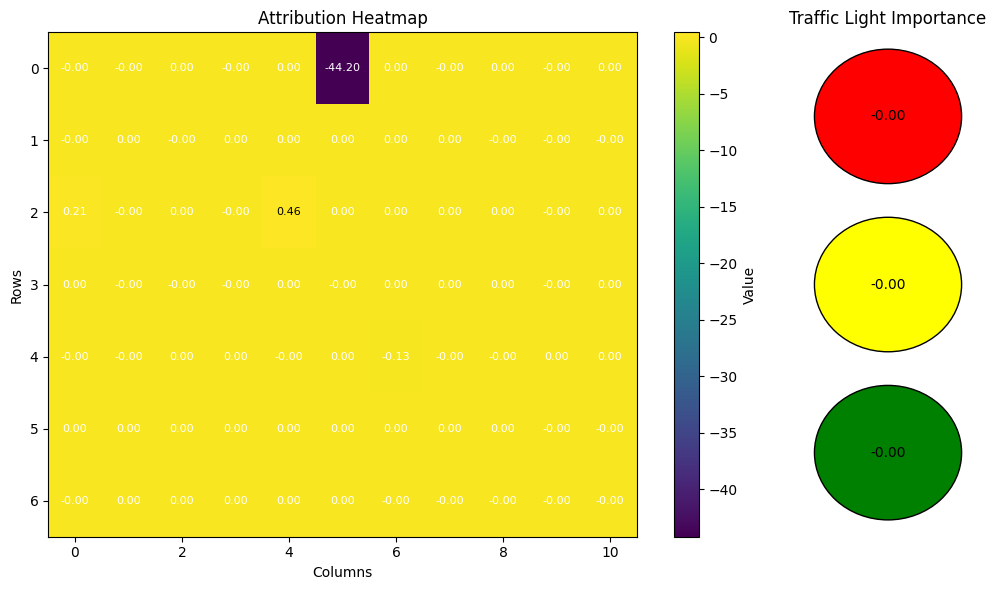 Attribution Heatmap
Traffic Light Importance
0 -0.00 -0.00 0.00 -0.00 0.00 -44.20 0.00 -0.00 0.00 -0.00 0.00
1 -0.00 0.00 -0.00 0.00 0.00 0.00 0.00 0.00 -0.00 -0.00 -0.00
2 0.21 -0.00 0.00 -0.00 0.46 0.00 0.00 0.00 0.00 -0.00 0.00
3 0.00 -0.00 -0.00 -0.00 0.00 -0.00 0.00 0.00 -0.00 -0.00 0.00
4 -0.00 -0.00 0.00 0.00 -0.00 0.00 -0.13 -0.00 -0.00 0.00 0.00
5 0.00 0.00 0.00 0.00 0.00 0.00 0.00 0.00 0.00 -0.00 -0.00
6 -0.00 0.00 0.00 0.00 0.00 0.00 -0.00 -0.00 0.00 -0.00 -0.00
0 2 4 6 8 10
Columns
Rows
0
−5
−10
−15
−20
−25
−30
−35
−40
Value
-0.00
-0.00
-0.00